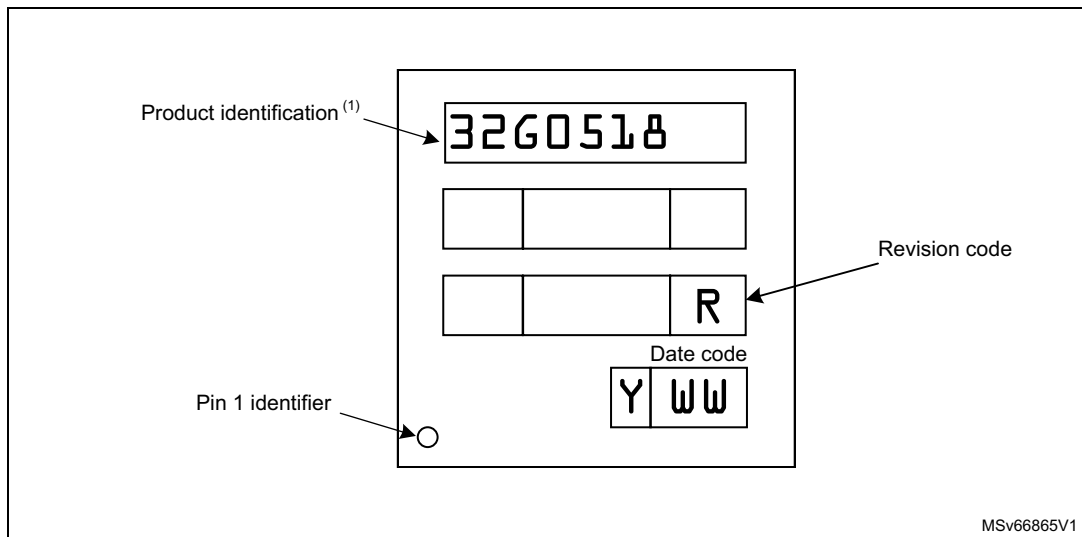 Product identification (1)
32G0518
Revision code
R
Date code
Y WW
Pin 1 identifier
MSv66865V1